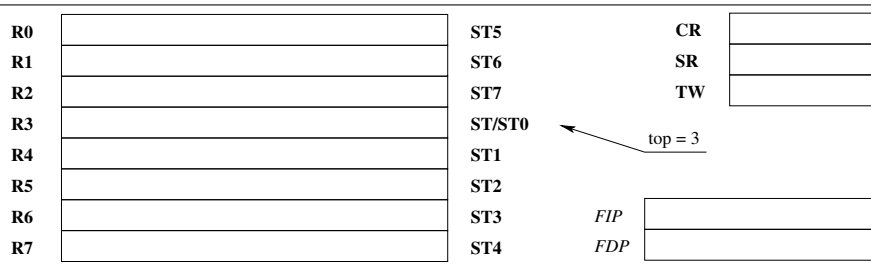 R0 ST5 CR
R1 ST6 SR
R2 ST7 TW
R3 ST/ST0
top = 3
R4 ST1
R5 ST2
R6 ST3 FIP
R7 ST4 FDP